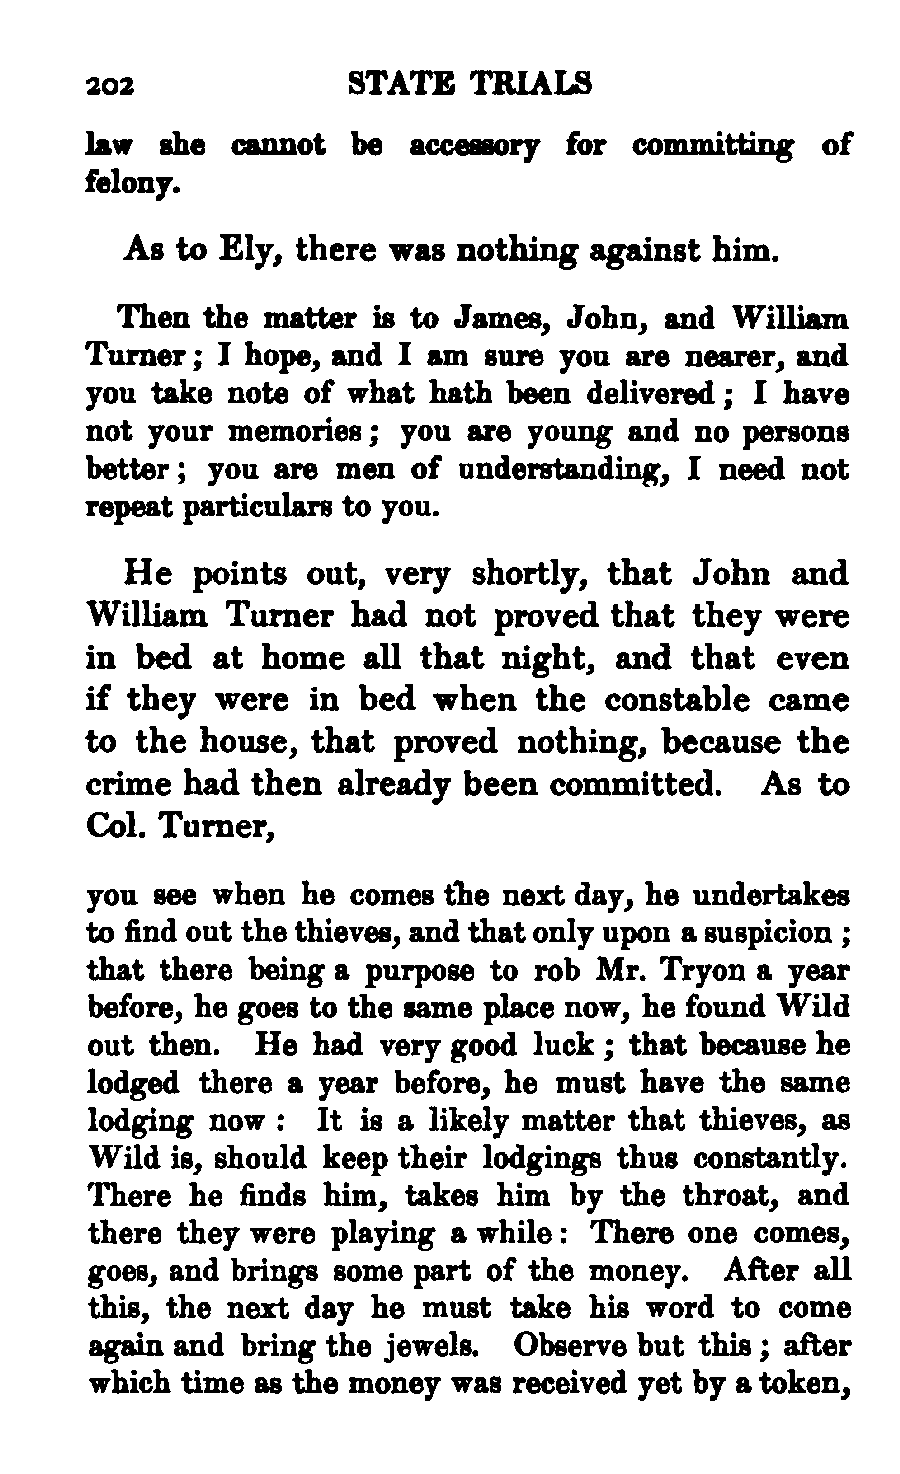 202 STATE TRIALS
law she cannot be accessory for committing of
felony.
As to Ely, there was nothing against him.
Then the matter is to James, John, and William
Turner; I hope, and I am sure you are nearer, and
you take note of what hath been delivered; I have
not your memories; you are young and no persons
better; you are men of understanding, I need not
repeat particulars to you.
He points out, very shortly, that John and
William Turner had not proved that they were
in bed at home all that night, and that even
if they were in bed when the constable came
to the house, that proved nothing, because the
crime had then already been committed. As to
Col. Turner,
you see when he comes the next day, he undertakes
to find out the thieves, and that only upon a suspicion;
that there being a purpose to rob Mr. Tryon a year
before, he goes to the same place now, he found Wild
out then. He had very good luck; that because he
lodged there a year before, he must have the same
lodging now: It is a likely matter that thieves, as
Wild is, should keep their lodgings thus constantly.
There he finds him, takes him by the throat, and
there they were playing a while: There one comes,
goes, and brings some part of the money. After all
this, the next day he must take his word to come
again and bring the jewels. Observe but this; after
which time as the money was received yet by a token,